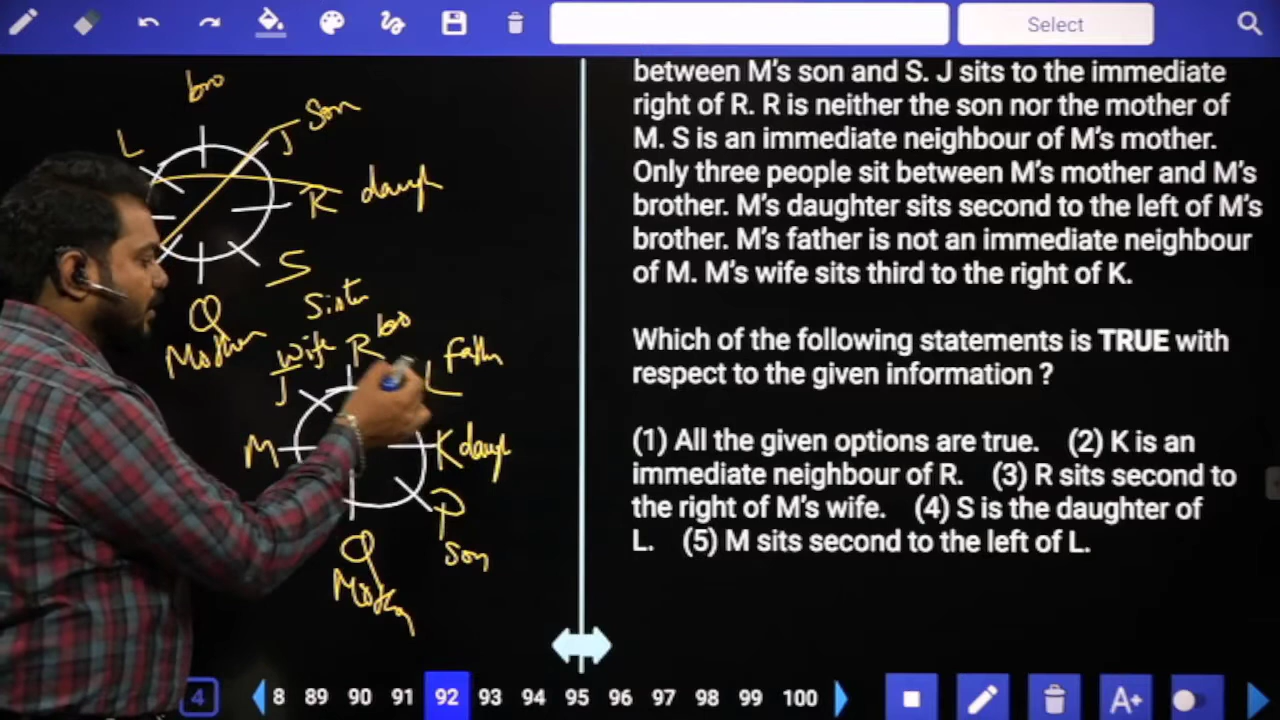 Select
bro
J Son
L
R daugh
S
Sister
Q
Mother
Wife R bro
J L Fath
M K daugh
P
son
Q
Mother
between M's son and S. J sits to the immediate
right of R. R is neither the son nor the mother of
M. S is an immediate neighbour of M's mother.
Only three people sit between M's mother and M's
brother. M's daughter sits second to the left of M's
brother. M's father is not an immediate neighbour
of M. M's wife sits third to the right of K.
Which of the following statements is TRUE with
respect to the given information ?
(1) All the given options are true. (2) K is an
immediate neighbour of R. (3) R sits second to
the right of M's wife. (4) S is the daughter of
L. (5) M sits second to the left of L.
4 8 89 90 91 92 93 94 95 96 97 98 99 100 A+